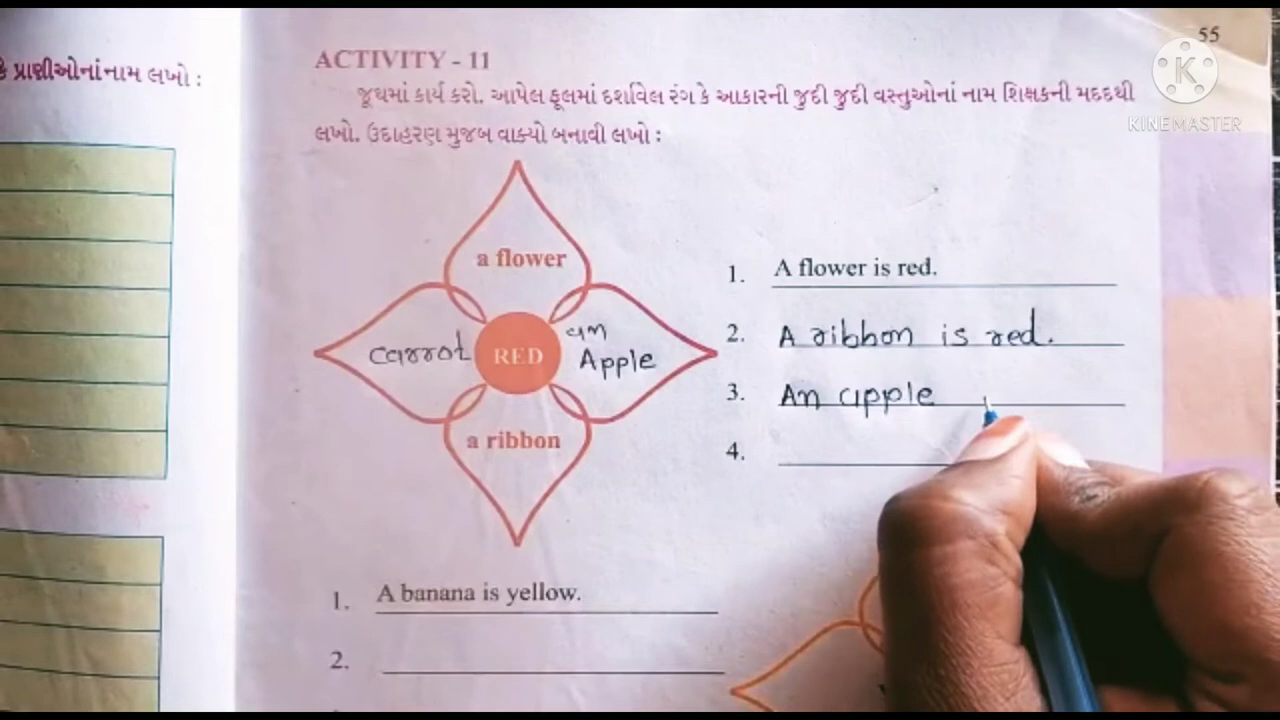 55
કે પ્રાણીઓનાં નામ લખો :
ACTIVITY - 11
જૂથમાં કાર્ય કરો. આપેલ ફૂલમાં દર્શાવેલ રંગ કે આકારની જુદી જુદી વસ્તુઓનાં નામ શિક્ષકની મદદથી
લખો. ઉદાહરણ મુજબ વાક્યો બનાવી લખો :
K
KINEMASTER
a flower
carrot
RED
an
Apple
a ribbon
1. A flower is red.
2. A ribbon is red.
3. An apple
4.
1. A banana is yellow.
2.